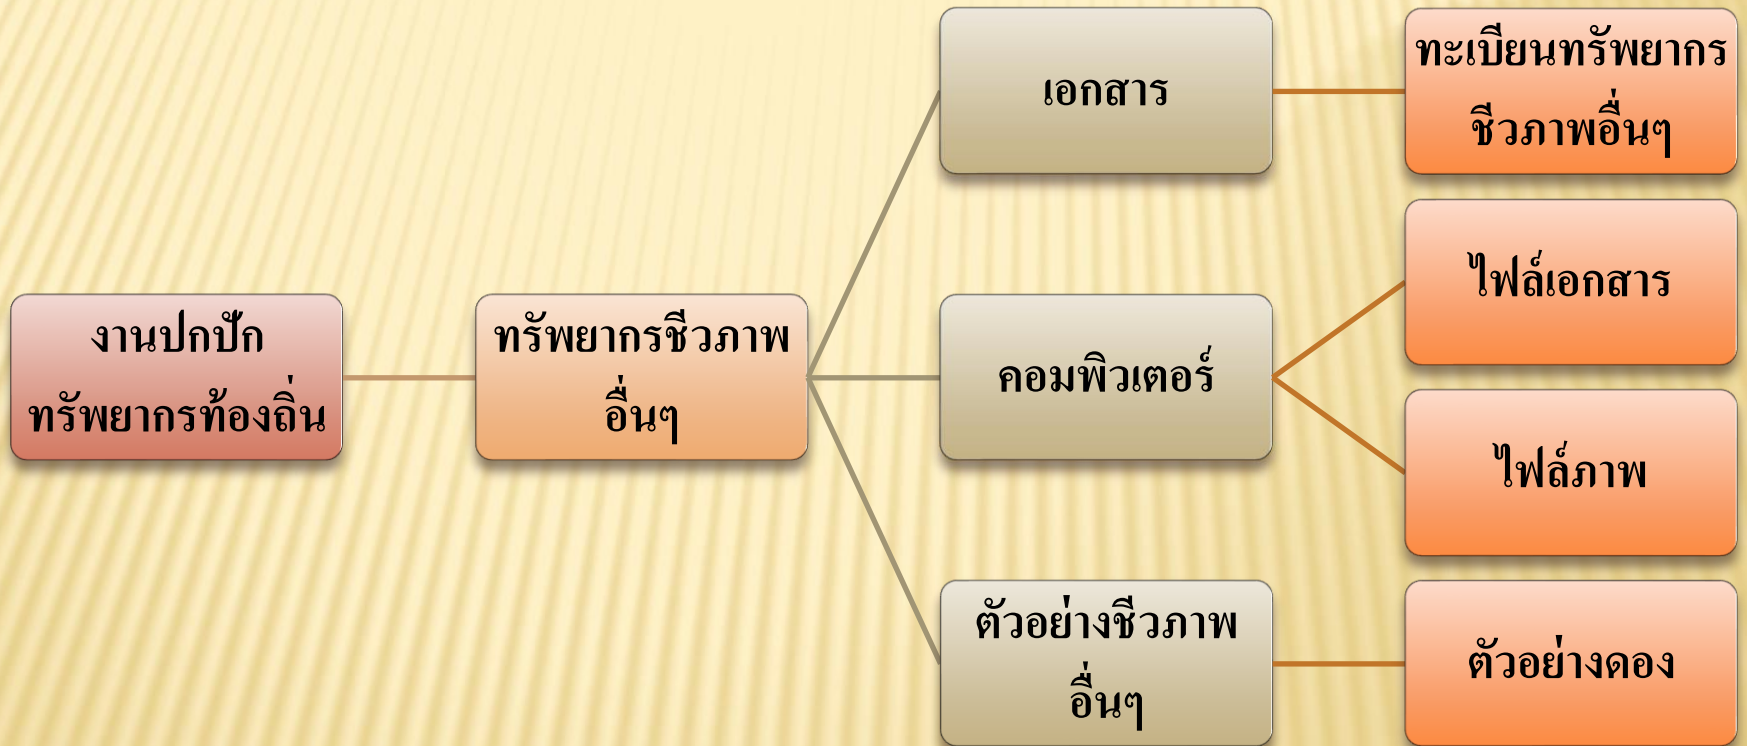 งานปกปัก
ทรัพยากรท้องถิ่น
ทรัพยากรชีวภาพ
อื่นๆ
เอกสาร
ทะเบียนทรัพยากร
ชีวภาพอื่นๆ
คอมพิวเตอร์
ไฟล์เอกสาร
ไฟล์ภาพ
ตัวอย่างชีวภาพ
อื่นๆ
ตัวอย่างดอง